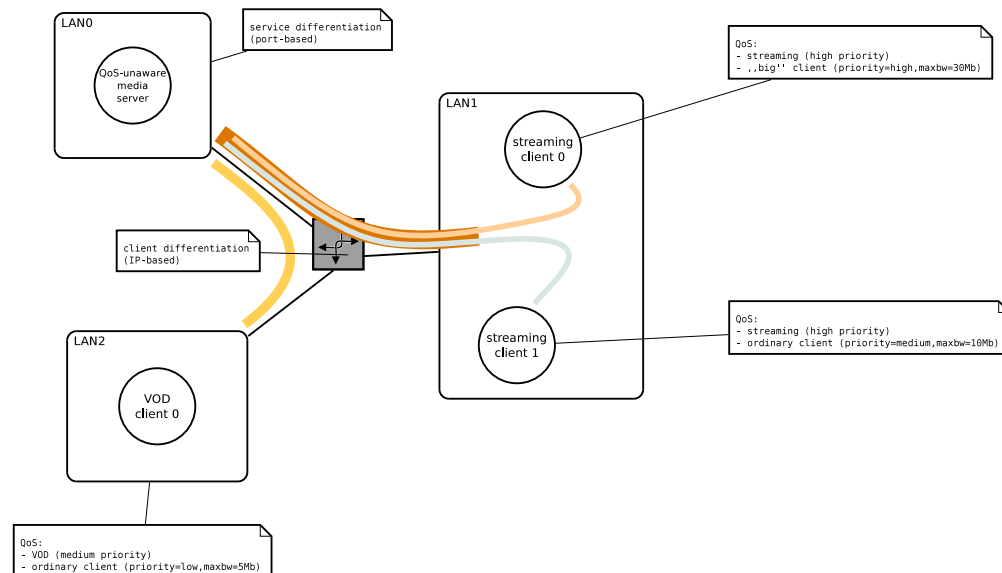 LAN0
QoS-unaware
media
server
service differentiation
(port-based)
QoS:
- streaming (high priority)
- ,,big'' client (priority=high,maxbw=30Mb)
LAN1
streaming
client 0
client differentiation
(IP-based)
streaming
client 1
QoS:
- streaming (high priority)
- ordinary client (priority=medium,maxbw=10Mb)
LAN2
VOD
client 0
QoS:
- VOD (medium priority)
- ordinary client (priority=low,maxbw=5Mb)